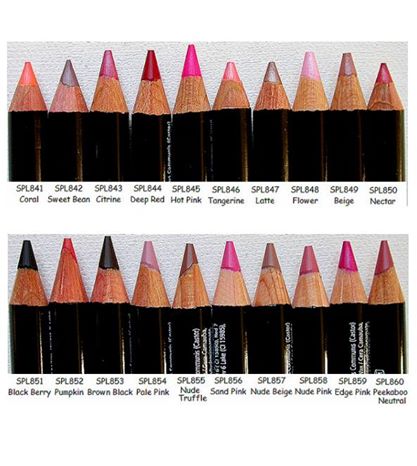 SPL841 SPL842 SPL843 SPL844 SPL845 SPL846 SPL847 SPL848 SPL849 SPL850
Coral Sweet Bean Citrine Deep Red Hot Pink Tangerine Latte Flower Beige Nectar
SPL851 SPL852 SPL853 SPL854 SPL855 SPL856 SPL857 SPL858 SPL859 SPL860
Black Berry Pumpkin Brown Black Pale Pink Nude Truffle Sand Pink Nude Beige Nude Pink Edge Pink Peekaboo Neutral